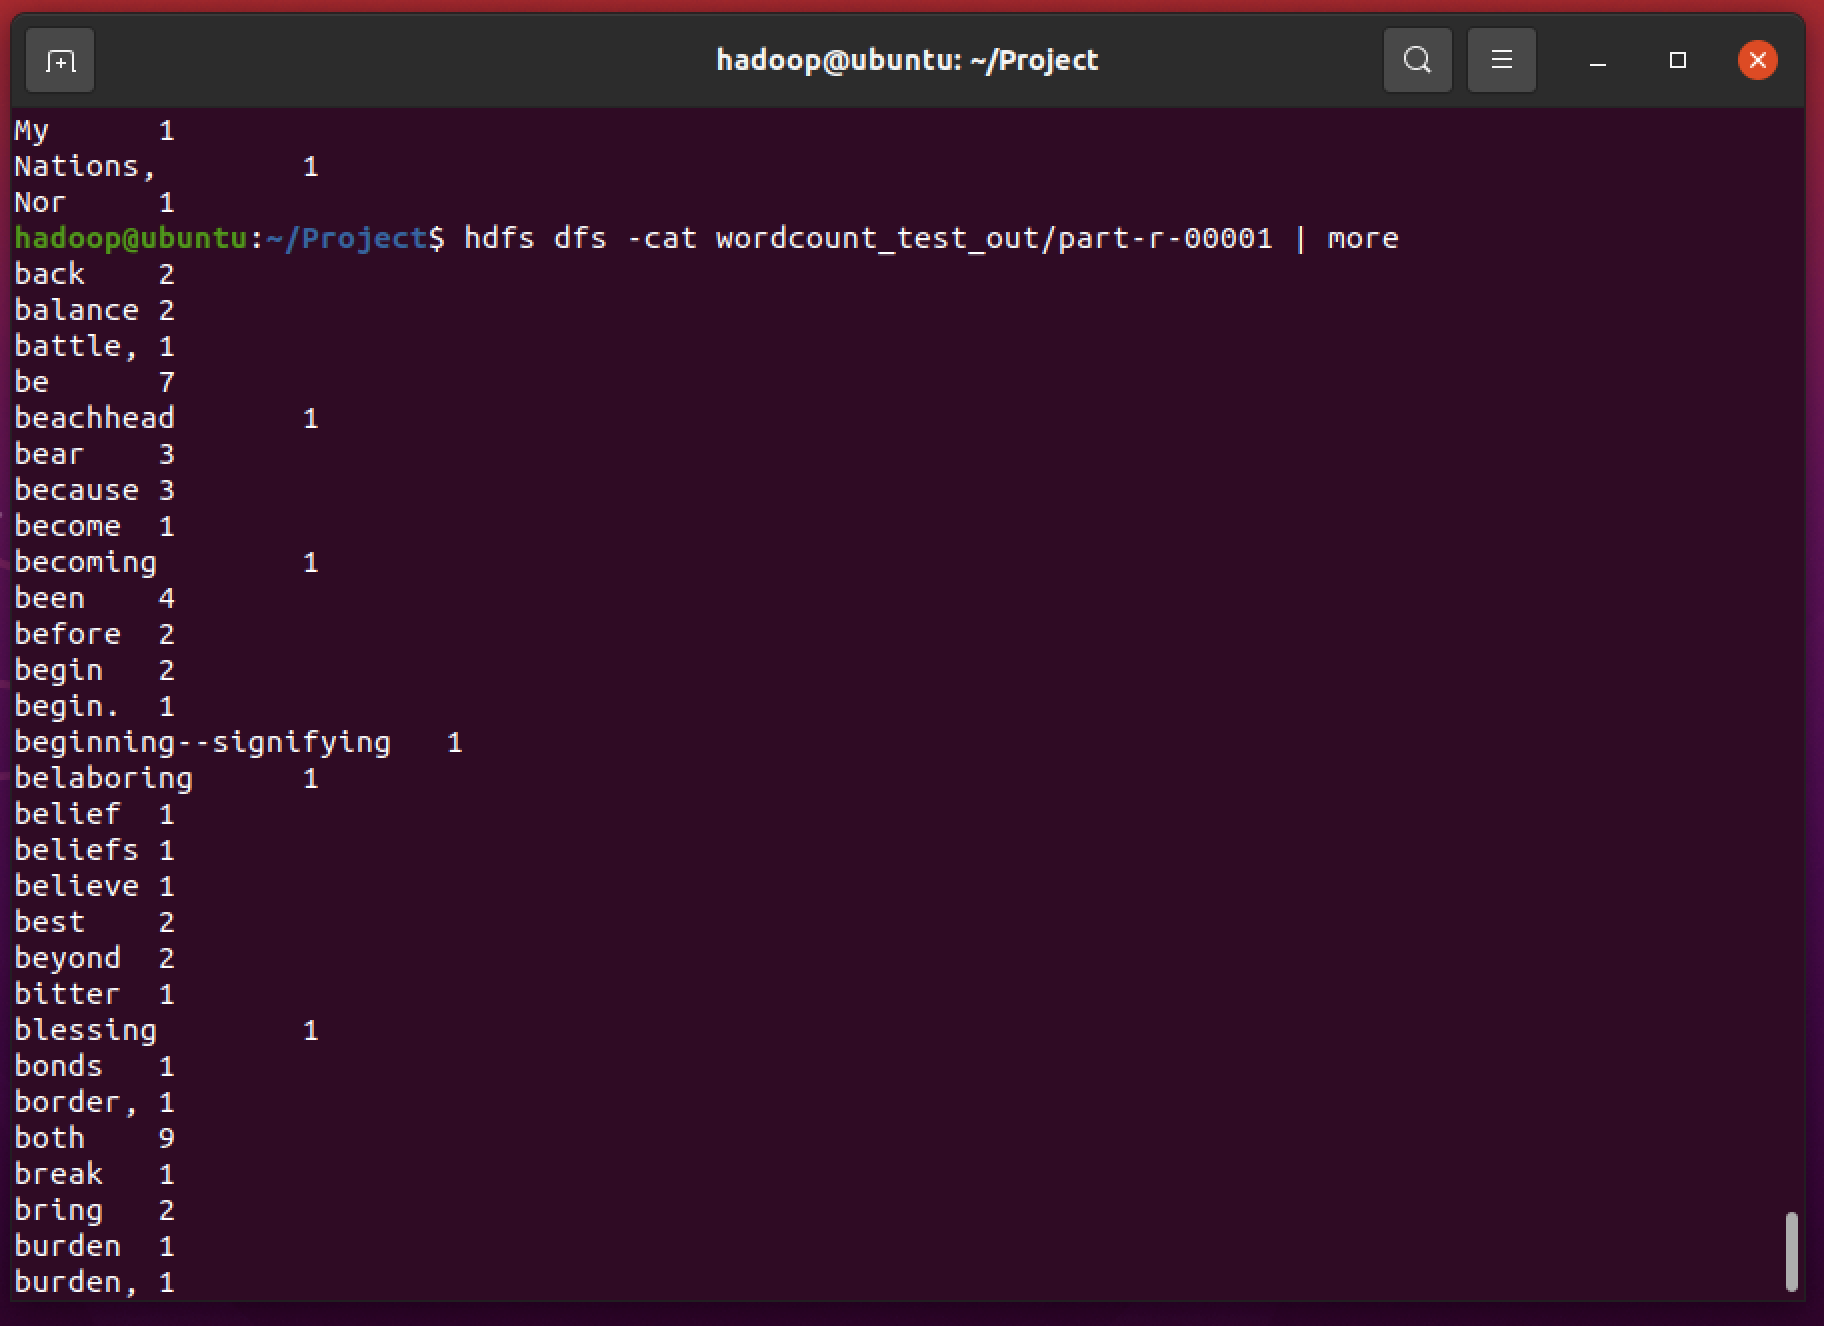 hadoop@ubuntu: ~/Project
My 1
Nations, 1
Nor 1
hadoop@ubuntu:~/Project$ hdfs dfs -cat wordcount_test_out/part-r-00001 | more
back 2
balance 2
battle, 1
be 7
beachhead 1
bear 3
because 3
become 1
becoming 1
been 4
before 2
begin 2
begin. 1
beginning--signifying 1
belaboring 1
belief 1
beliefs 1
believe 1
best 2
beyond 2
bitter 1
blessing 1
bonds 1
border, 1
both 9
break 1
bring 2
burden 1
burden, 1